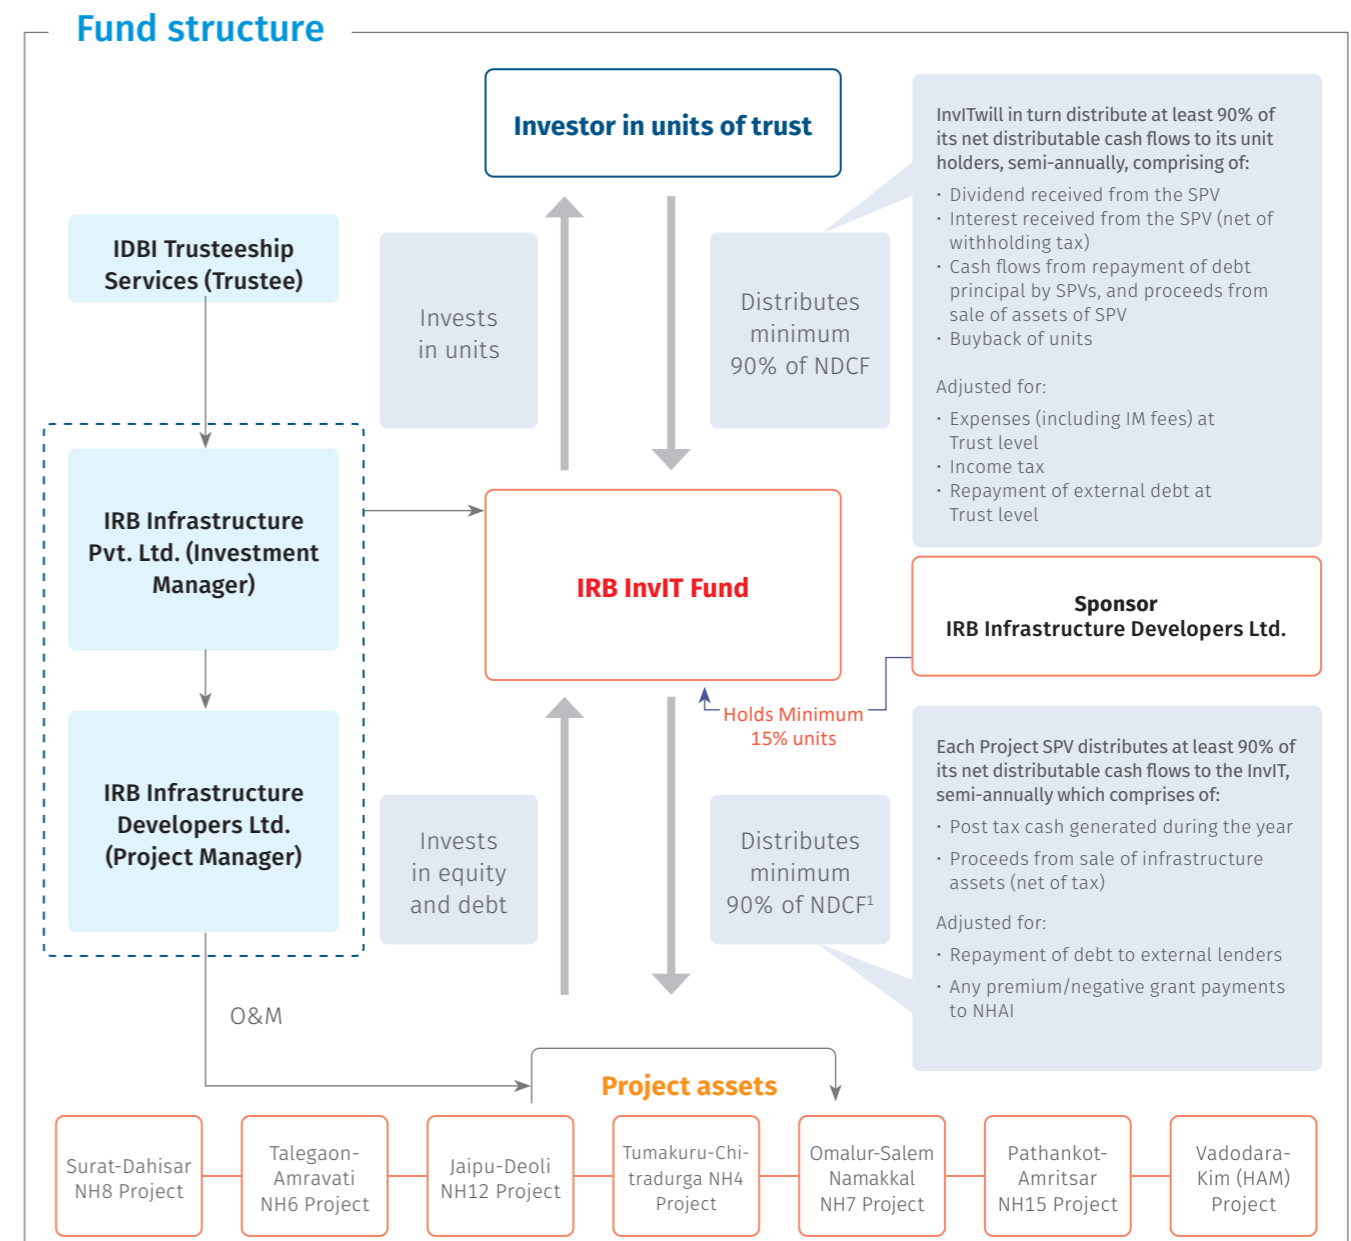 Fund structure
Investor in units of trust
InvITwill in turn distribute at least 90% of
its net distributable cash flows to its unit
holders, semi-annually, comprising of:
· Dividend received from the SPV
· Interest received from the SPV (net of
withholding tax)
· Cash flows from repayment of debt
principal by SPVs, and proceeds from
sale of assets of SPV
· Buyback of units
Adjusted for:
· Expenses (including IM fees) at
Trust level
· Income tax
· Repayment of external debt at
Trust level
IDBI Trusteeship
Services (Trustee)
Invests
in units
Distributes
minimum
90% of NDCF
IRB Infrastructure
Pvt. Ltd. (Investment
Manager)
IRB InvIT Fund
Sponsor
IRB Infrastructure Developers Ltd.
Holds Minimum
15% units
IRB Infrastructure
Developers Ltd.
(Project Manager)
Invests
in equity
and debt
Distributes
minimum
90% of NDCF¹
Each Project SPV distributes at least 90% of
its net distributable cash flows to the InvIT,
semi-annually which comprises of:
· Post tax cash generated during the year
· Proceeds from sale of infrastructure
assets (net of tax)
Adjusted for:
· Repayment of debt to external lenders
· Any premium/negative grant payments
to NHAI
O&M
Project assets
Surat-Dahisar
NH8 Project
Talegaon-
Amravati
NH6 Project
Jaipu-Deoli
NH12 Project
Tumakuru-Chi-
tradurga NH4
Project
Omalur-Salem
Namakkal
NH7 Project
Pathankot-
Amritsar
NH15 Project
Vadodara-
Kim (HAM)
Project